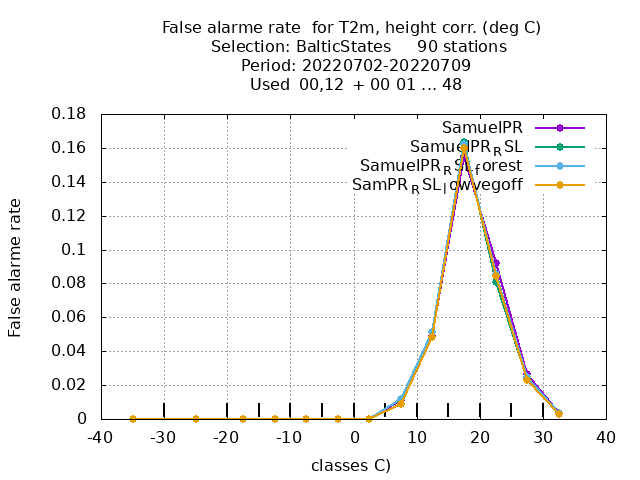 False alarme rate  for T2m, height corr. (deg C)
Selection: BalticStates     90 stations
Period: 20220702-20220709
Used  00,12  + 00 01 ... 48
0.18
0.16
0.14
0.12
0.1
0.08
0.06
0.04
0.02
0
False alarme rate
SamuelPR
SamuelPR_RSL
SamuelPR_RSL_forest
SamPR_RSL_lowvegoff
-40 -30 -20 -10 0 10 20 30 40
classes C)